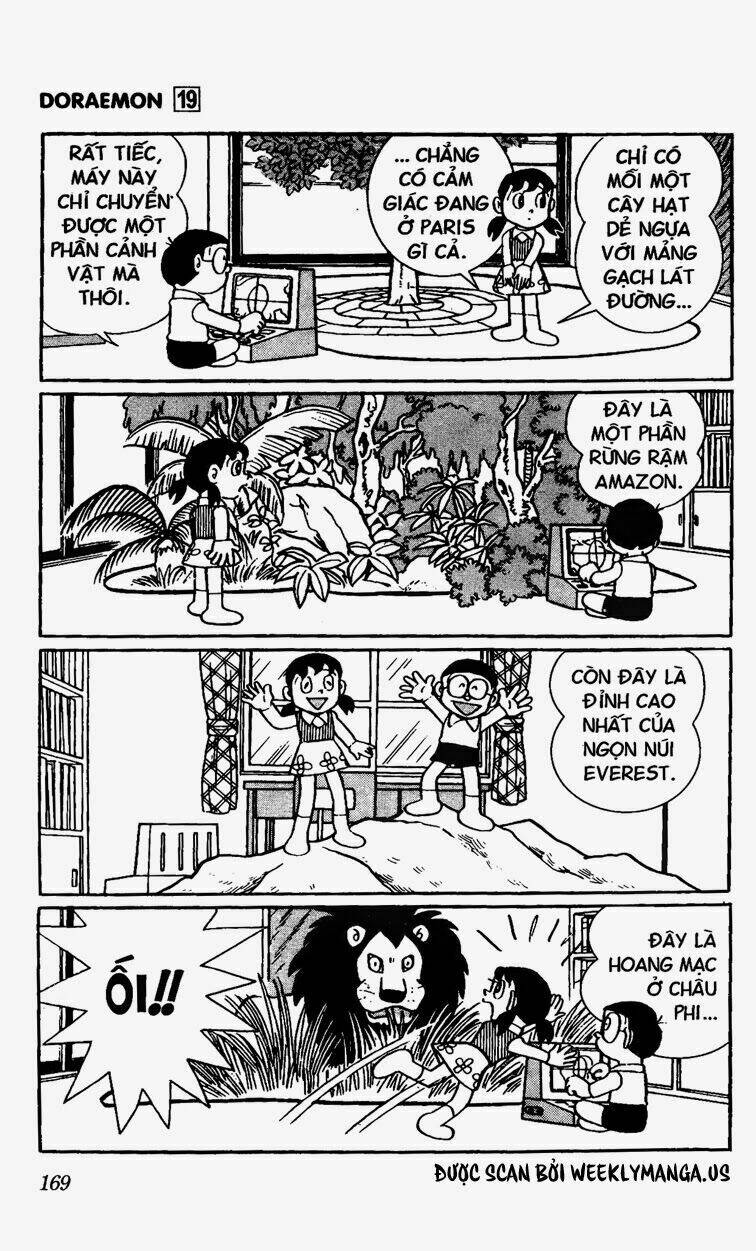 DORAEMON 19
CHỈ CÓ
MỖI MỘT
CÂY HẠT
DẺ NGỰA
VỚI MẢNG
GẠCH LÁT
ĐƯỜNG...
... CHẲNG
CÓ CẢM
GIÁC ĐANG
Ở PARIS
GÌ CẢ.
RẤT TIẾC,
MÁY NÀY
CHỈ CHUYỂN
ĐƯỢC MỘT
PHẦN CẢNH
VẬT MÀ
THÔI.
ĐÂY LÀ
MỘT PHẦN
RỪNG RẬM
AMAZON.
CÒN ĐÂY LÀ
ĐỈNH CAO
NHẤT CỦA
NGỌN NÚI
EVEREST.
ĐÂY LÀ
HOANG MẠC
Ở CHÂU
PHI...
ỐI!!
169
ĐƯỢC SCAN BỞI WEEKLYMANGA.US